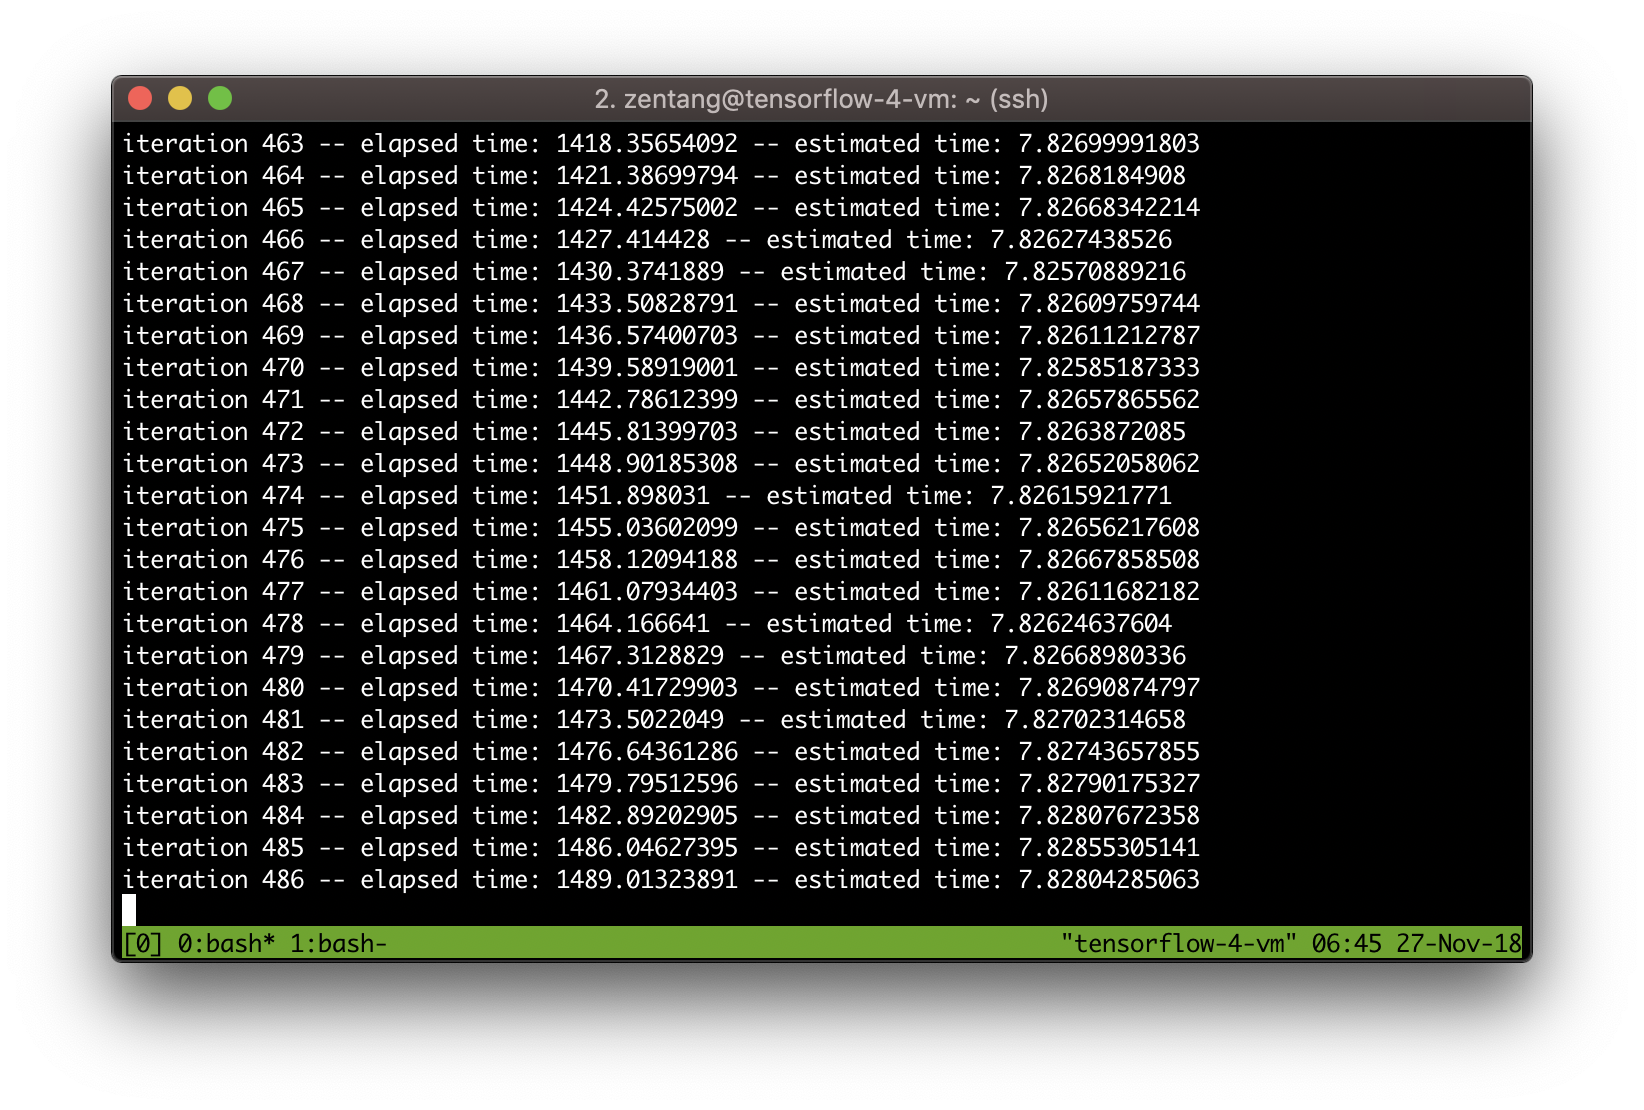 2. zentang@tensorflow-4-vm: ~ (ssh)
iteration 463 -- elapsed time: 1418.35654092 -- estimated time: 7.82699991803
iteration 464 -- elapsed time: 1421.38699794 -- estimated time: 7.8268184908
iteration 465 -- elapsed time: 1424.42575002 -- estimated time: 7.82668342214
iteration 466 -- elapsed time: 1427.414428 -- estimated time: 7.82627438526
iteration 467 -- elapsed time: 1430.3741889 -- estimated time: 7.82570889216
iteration 468 -- elapsed time: 1433.50828791 -- estimated time: 7.82609759744
iteration 469 -- elapsed time: 1436.57400703 -- estimated time: 7.82611212787
iteration 470 -- elapsed time: 1439.58919001 -- estimated time: 7.82585187333
iteration 471 -- elapsed time: 1442.78612399 -- estimated time: 7.82657865562
iteration 472 -- elapsed time: 1445.81399703 -- estimated time: 7.8263872085
iteration 473 -- elapsed time: 1448.90185308 -- estimated time: 7.82652058062
iteration 474 -- elapsed time: 1451.898031 -- estimated time: 7.82615921771
iteration 475 -- elapsed time: 1455.03602099 -- estimated time: 7.82656217608
iteration 476 -- elapsed time: 1458.12094188 -- estimated time: 7.82667858508
iteration 477 -- elapsed time: 1461.07934403 -- estimated time: 7.82611682182
iteration 478 -- elapsed time: 1464.166641 -- estimated time: 7.82624637604
iteration 479 -- elapsed time: 1467.3128829 -- estimated time: 7.82668980336
iteration 480 -- elapsed time: 1470.41729903 -- estimated time: 7.82690874797
iteration 481 -- elapsed time: 1473.5022049 -- estimated time: 7.82702314658
iteration 482 -- elapsed time: 1476.64361286 -- estimated time: 7.82743657855
iteration 483 -- elapsed time: 1479.79512596 -- estimated time: 7.82790175327
iteration 484 -- elapsed time: 1482.89202905 -- estimated time: 7.82807672358
iteration 485 -- elapsed time: 1486.04627395 -- estimated time: 7.82855305141
iteration 486 -- elapsed time: 1489.01323891 -- estimated time: 7.82804285063
[0] 0:bash* 1:bash- "tensorflow-4-vm" 06:45 27-Nov-18